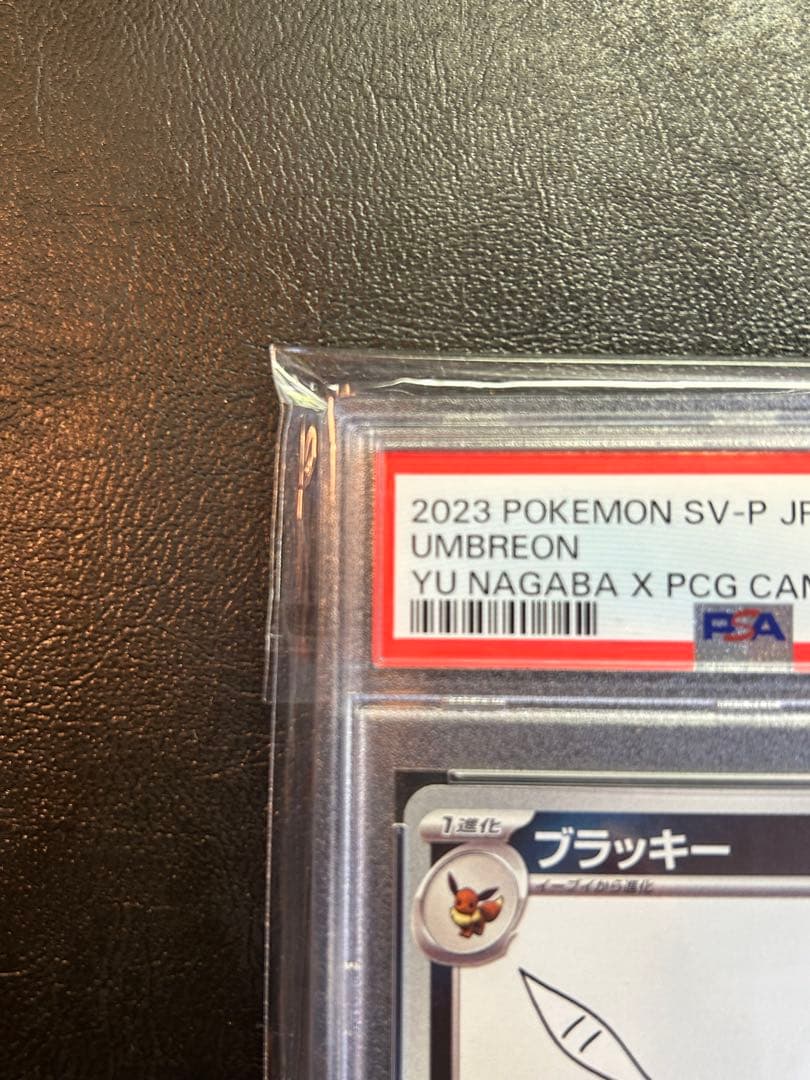 2023 POKEMON SV-P JP
UMBREON
YU NAGABA X PCG CAM
PSA
1進化
ブラッキー
イーブイから進化